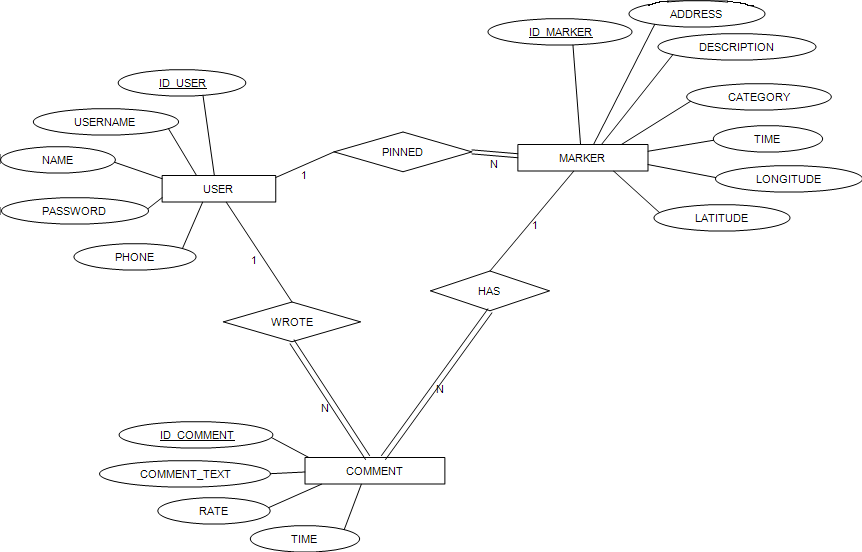 ADDRESS
ID_MARKER
DESCRIPTION
ID_USER
CATEGORY
USERNAME
TIME
PINNED
N
MARKER
NAME
1
LONGITUDE
USER
PASSWORD
LATITUDE
1
PHONE
1
HAS
WROTE
N
N
ID_COMMENT
COMMENT
COMMENT_TEXT
RATE
TIME